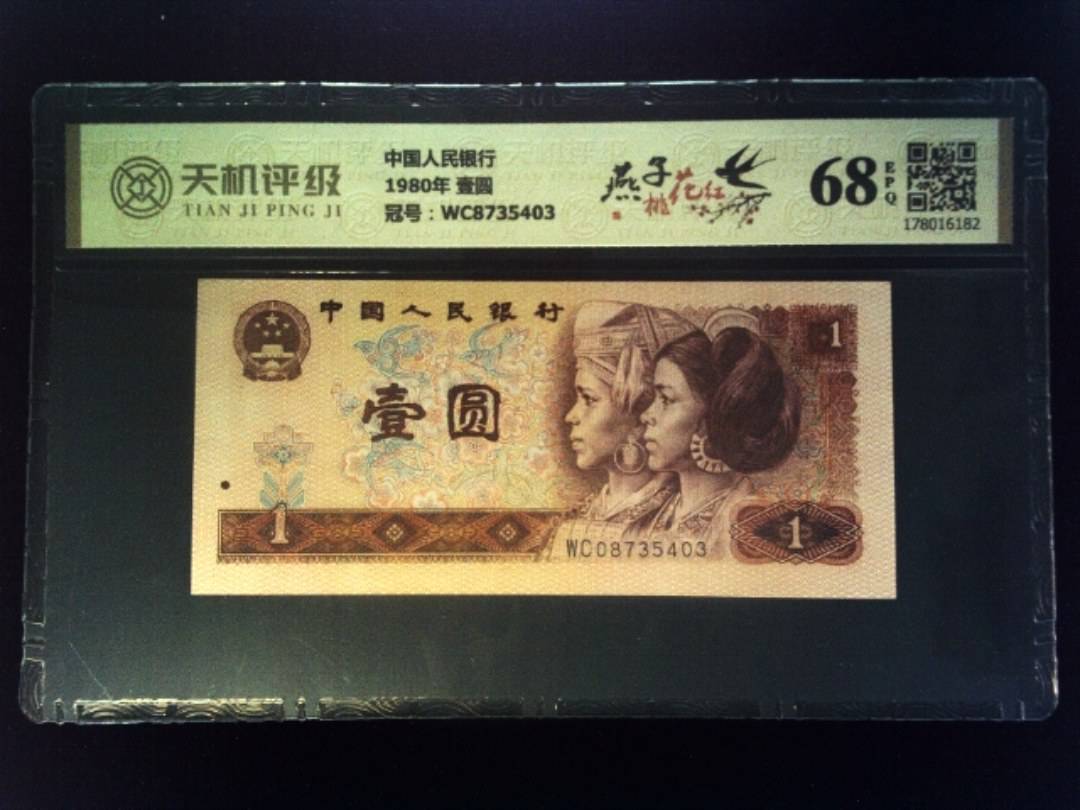 天机评级
TIAN JI PING JI
中国人民银行
1980年 壹圆
冠号：WC8735403
燕子
桃花红
68
EPQ
178016182
中国人民银行
1
壹圆
1
WC08735403
1